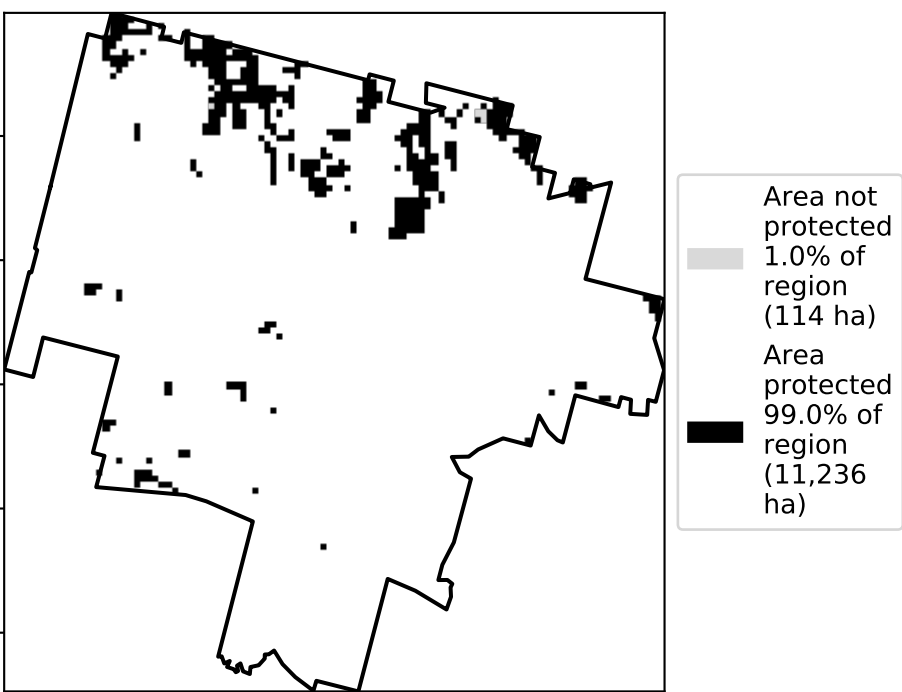 Area not
protected
1.0% of
region
(114 ha)
Area
protected
99.0% of
region
(11,236
ha)